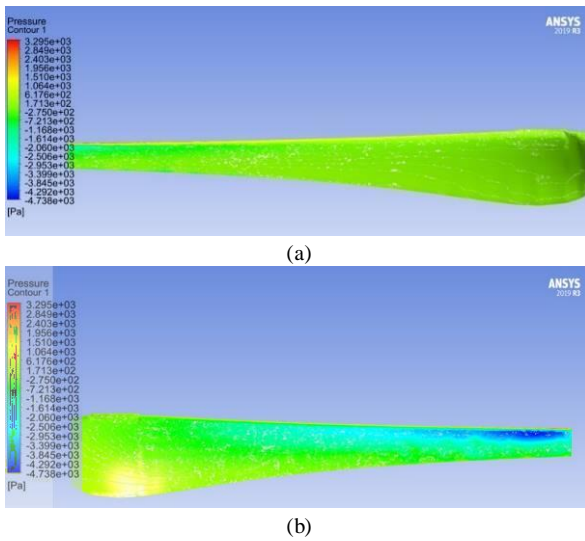 Pressure
Contour 1
ANSYS
2019 R3
3.295e+03
2.849e+03
2.403e+03
1.956e+03
1.510e+03
1.064e+03
6.176e+02
1.713e+02
-2.750e+02
-7.213e+02
-1.168e+03
-1.614e+03
-2.060e+03
-2.506e+03
-2.953e+03
-3.399e+03
-3.845e+03
-4.292e+03
-4.738e+03
[Pa]
(a)
Pressure
Contour 1
ANSYS
2019 R3
3.295e+03
2.849e+03
2.403e+03
1.956e+03
1.510e+03
1.064e+03
6.176e+02
1.713e+02
-2.750e+02
-7.213e+02
-1.168e+03
-1.614e+03
-2.060e+03
-2.506e+03
-2.953e+03
-3.399e+03
-3.845e+03
-4.292e+03
-4.738e+03
[Pa]
(b)